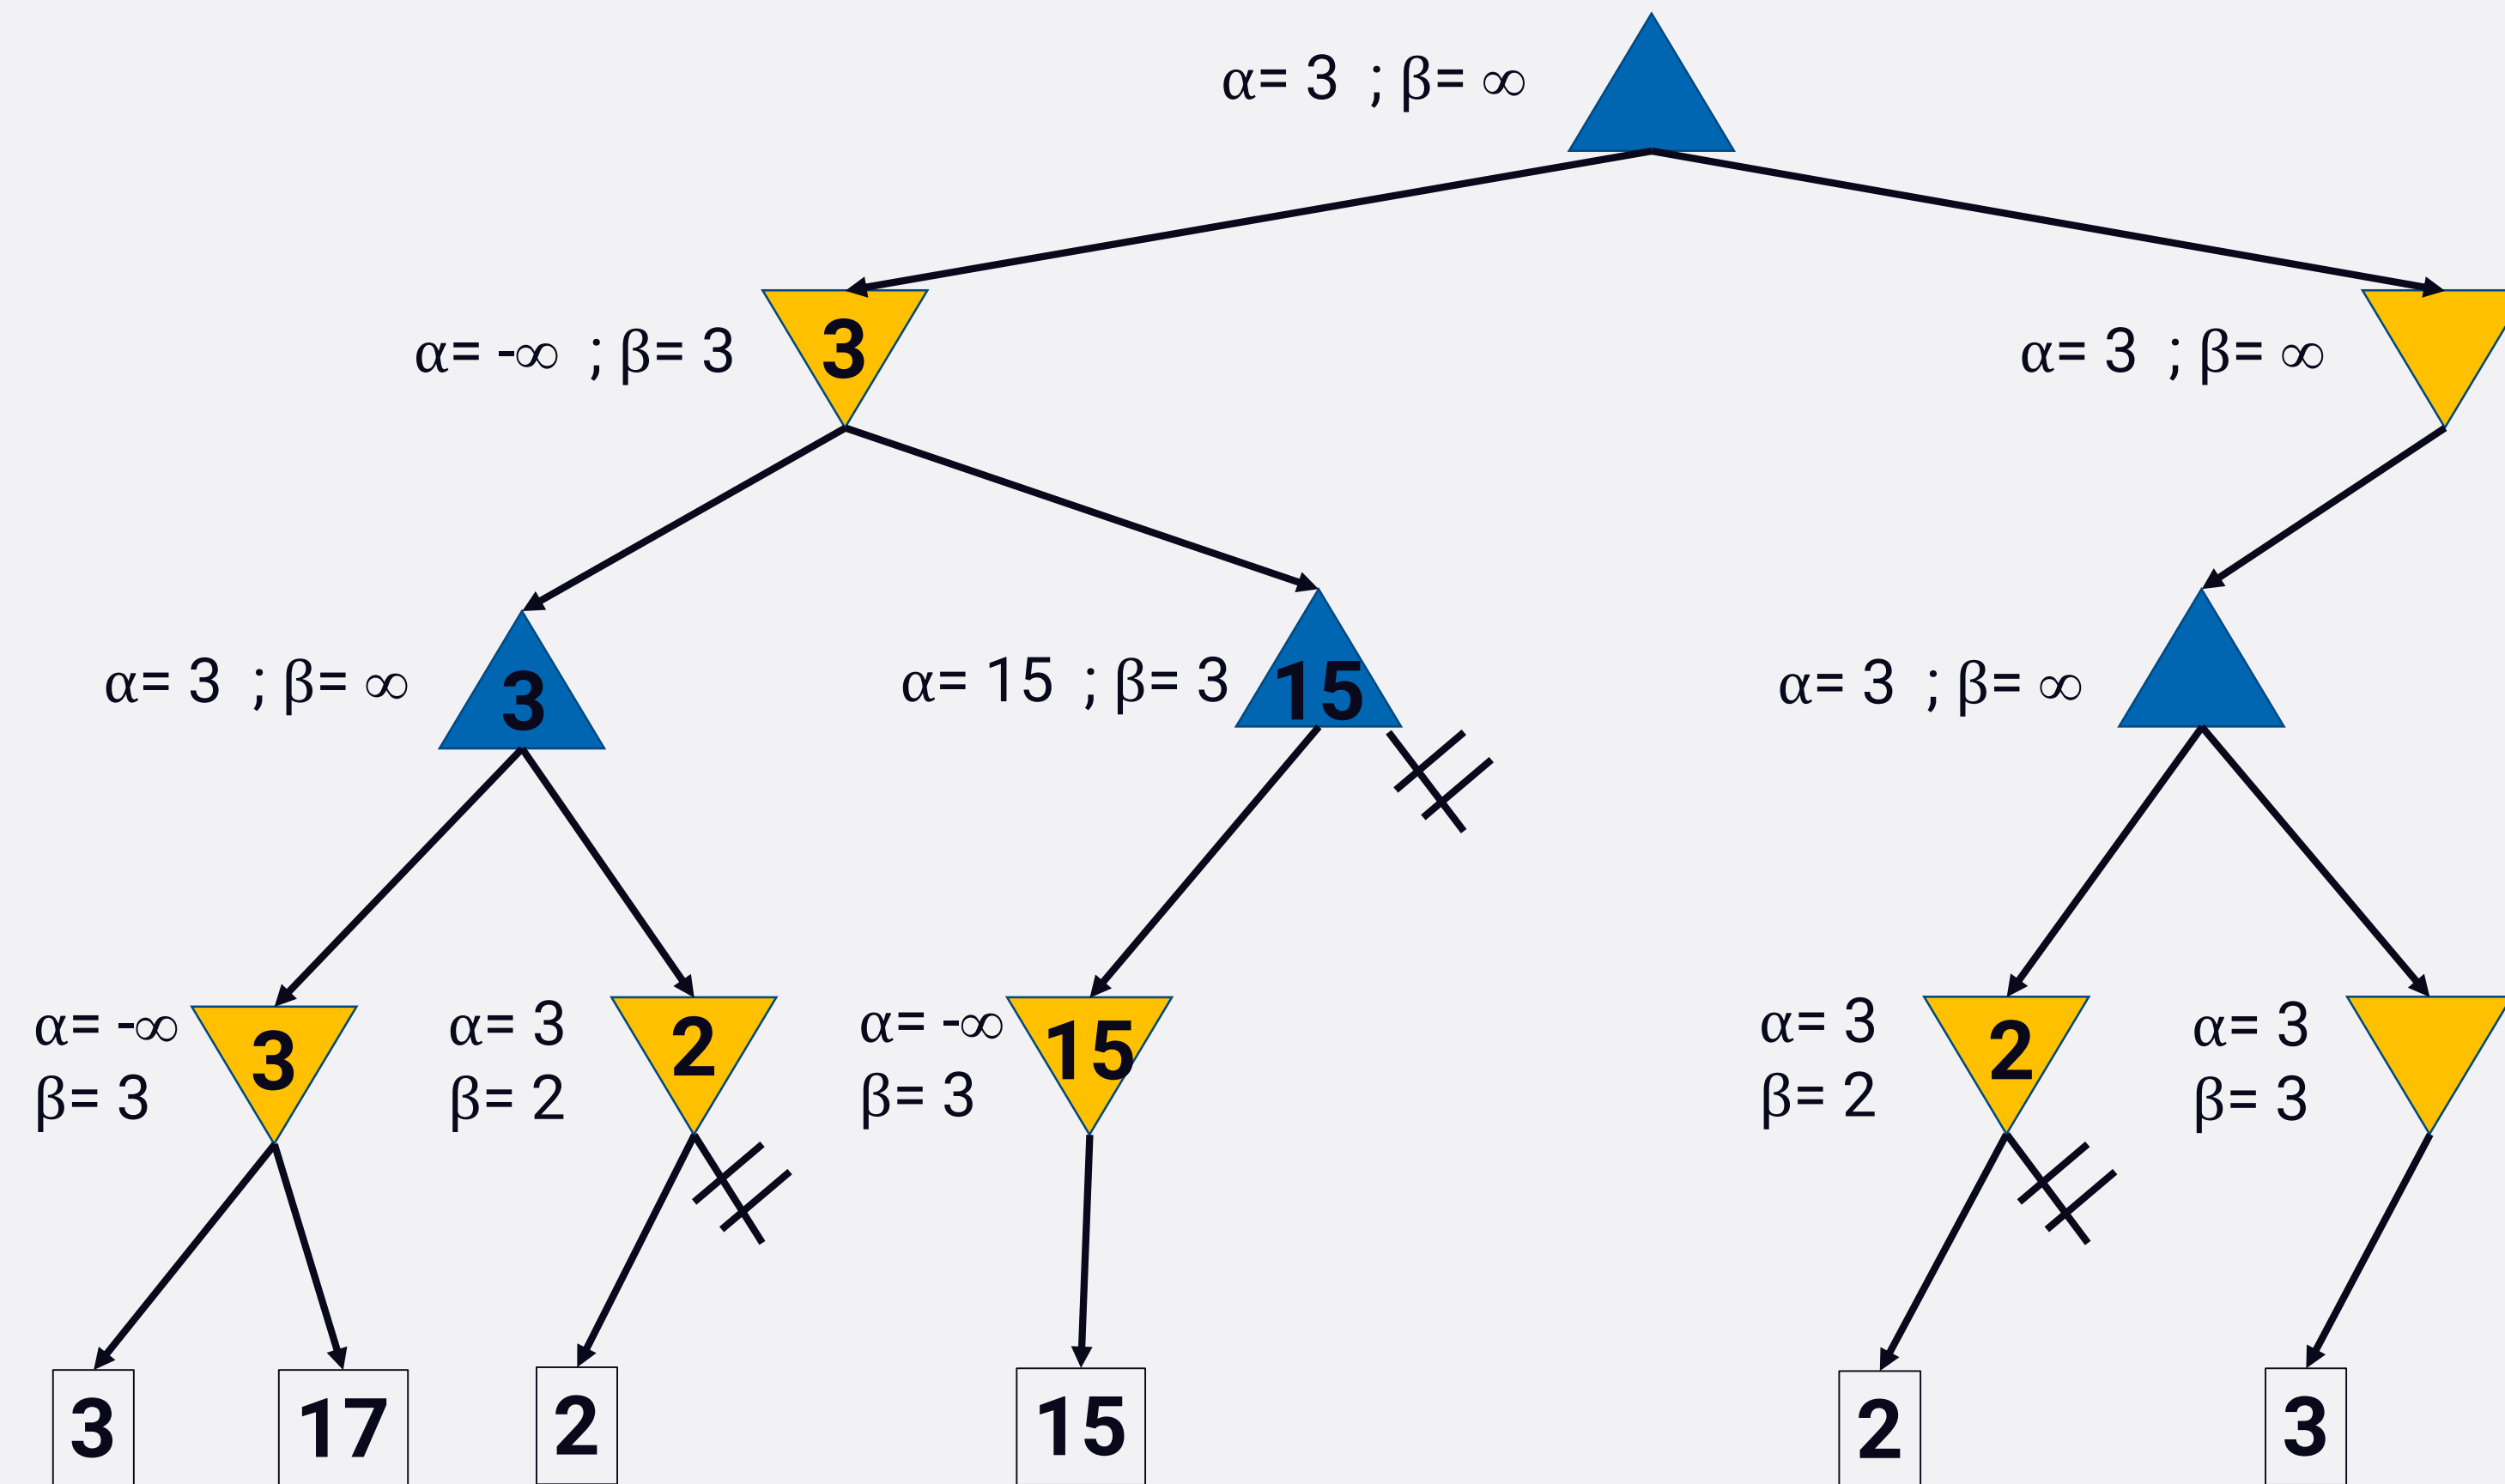 α= 3 ; β= ∞
α= -∞ ; β= 3
3
α= 3 ; β= ∞
α= 3 ; β= ∞
3
α= 15 ; β= 3
15
α= 3 ; β= ∞
α= -∞
β= 3
3
α= 3
β= 2
2
α= -∞
β= 3
15
α= 3
β= 2
2
α= 3
β= 3
3
17
2
15
2
3